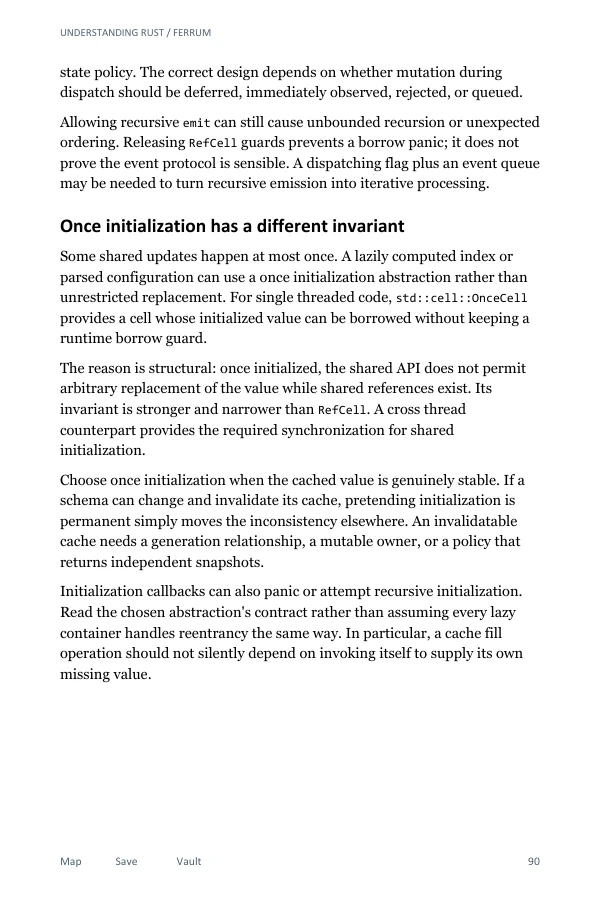 UNDERSTANDING RUST / FERRUM
state policy. The correct design depends on whether mutation during
dispatch should be deferred, immediately observed, rejected, or queued.
Allowing recursive emit can still cause unbounded recursion or unexpected
ordering. Releasing RefCell guards prevents a borrow panic; it does not
prove the event protocol is sensible. A dispatching flag plus an event queue
may be needed to turn recursive emission into iterative processing.
Once initialization has a different invariant
Some shared updates happen at most once. A lazily computed index or
parsed configuration can use a once initialization abstraction rather than
unrestricted replacement. For single threaded code, std::cell::OnceCell
provides a cell whose initialized value can be borrowed without keeping a
runtime borrow guard.
The reason is structural: once initialized, the shared API does not permit
arbitrary replacement of the value while shared references exist. Its
invariant is stronger and narrower than RefCell. A cross thread
counterpart provides the required synchronization for shared
initialization.
Choose once initialization when the cached value is genuinely stable. If a
schema can change and invalidate its cache, pretending initialization is
permanent simply moves the inconsistency elsewhere. An invalidatable
cache needs a generation relationship, a mutable owner, or a policy that
returns independent snapshots.
Initialization callbacks can also panic or attempt recursive initialization.
Read the chosen abstraction's contract rather than assuming every lazy
container handles reentrancy the same way. In particular, a cache fill
operation should not silently depend on invoking itself to supply its own
missing value.
Map Save Vault 90